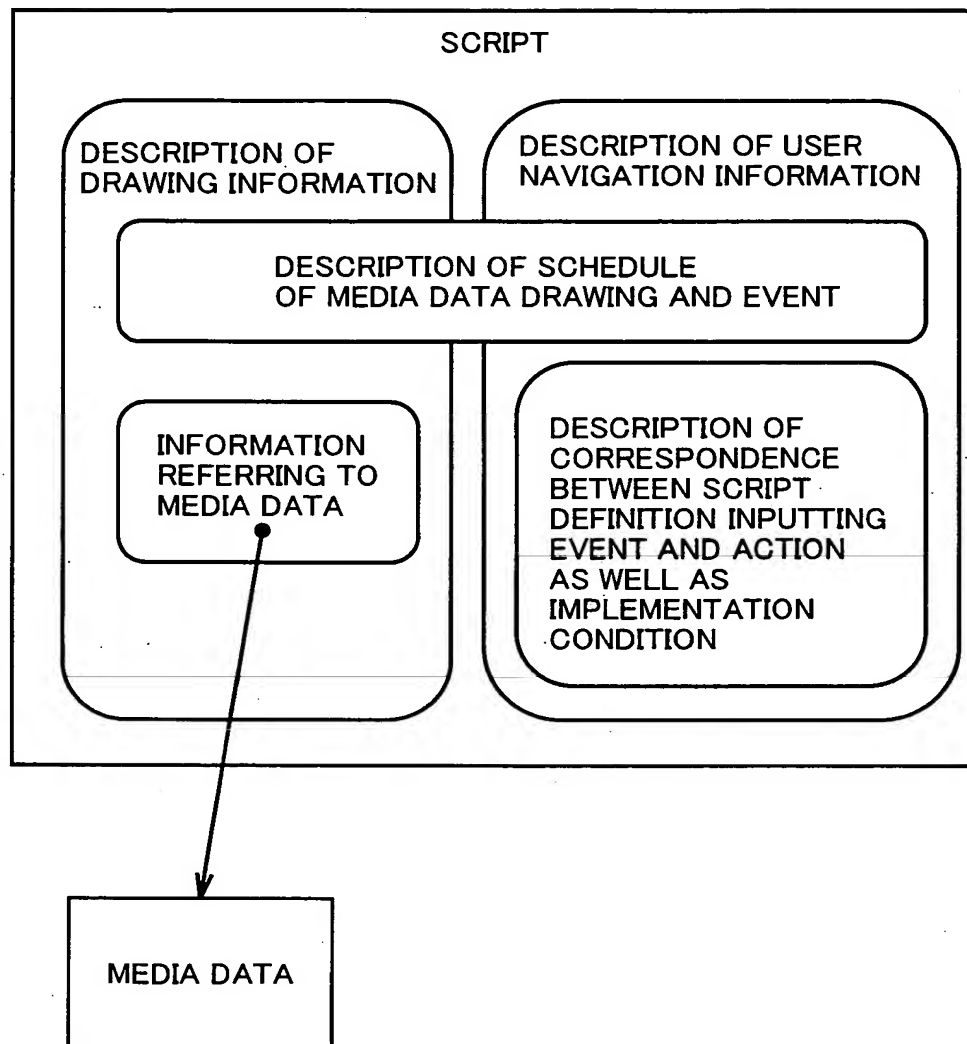 SCRIPT
DESCRIPTION OF
DRAWING INFORMATION
DESCRIPTION OF USER
NAVIGATION INFORMATION
DESCRIPTION OF SCHEDULE
OF MEDIA DATA DRAWING AND EVENT
INFORMATION
REFERRING TO
MEDIA DATA
DESCRIPTION OF
CORRESPONDENCE
BETWEEN SCRIPT
DEFINITION INPUTTING
EVENT AND ACTION
AS WELL AS
IMPLEMENTATION
CONDITION
MEDIA DATA